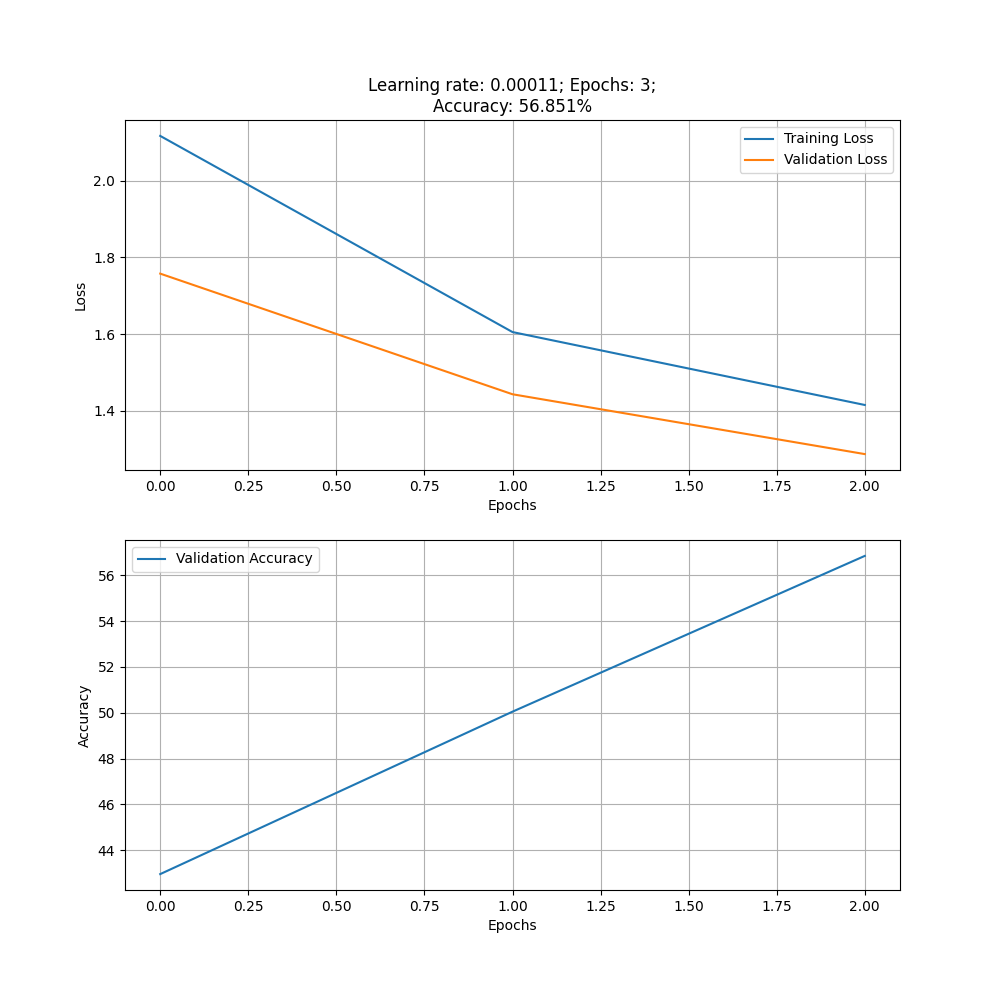 Learning rate: 0.00011; Epochs: 3;
Accuracy: 56.851%
Training Loss
Validation Loss
2.0
1.8
1.6
1.4
Loss
0.00 0.25 0.50 0.75 1.00 1.25 1.50 1.75 2.00
Epochs
Validation Accuracy
56
54
52
50
48
46
44
Accuracy
0.00 0.25 0.50 0.75 1.00 1.25 1.50 1.75 2.00
Epochs